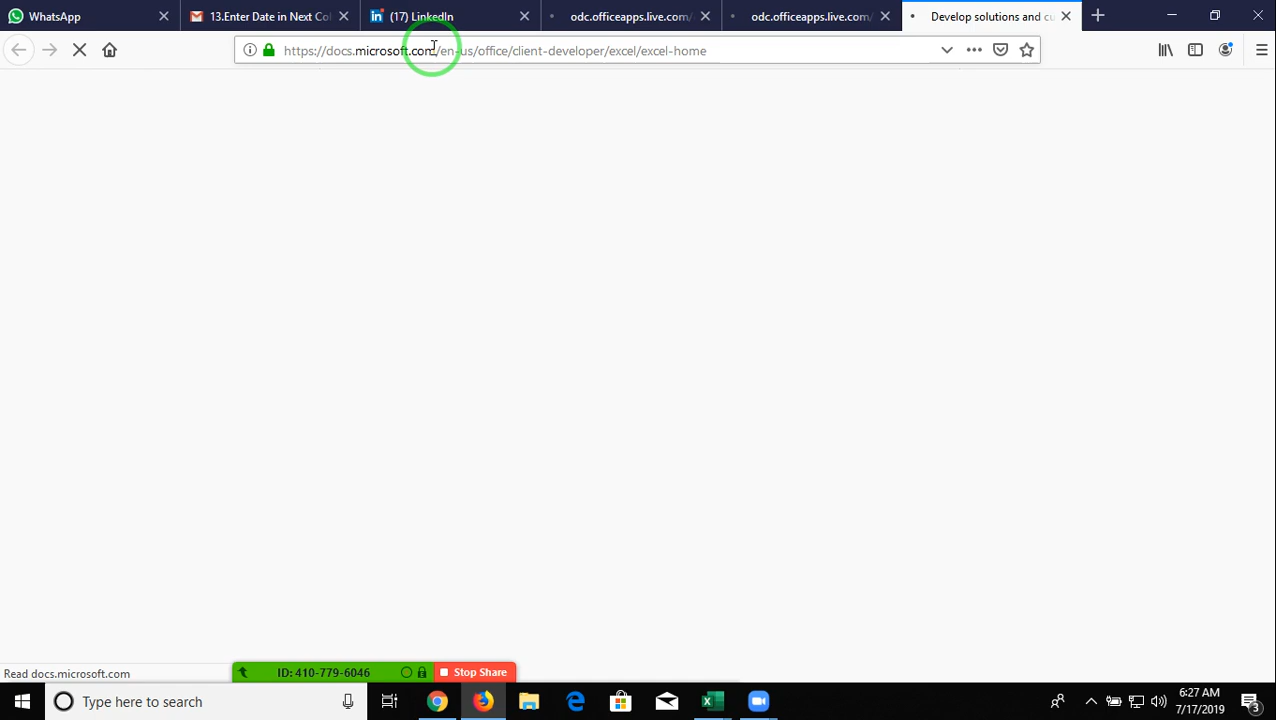 WhatsApp
13.Enter Date in Next Col
(17) LinkedIn
odc.officeapps.live.com/
odc.officeapps.live.com/
Develop solutions and cu
https://docs.microsoft.com/en-us/office/client-developer/excel/excel-home
Read docs.microsoft.com
ID: 410-779-6046
Stop Share
Type here to search
6:27 AM
7/17/2019
3